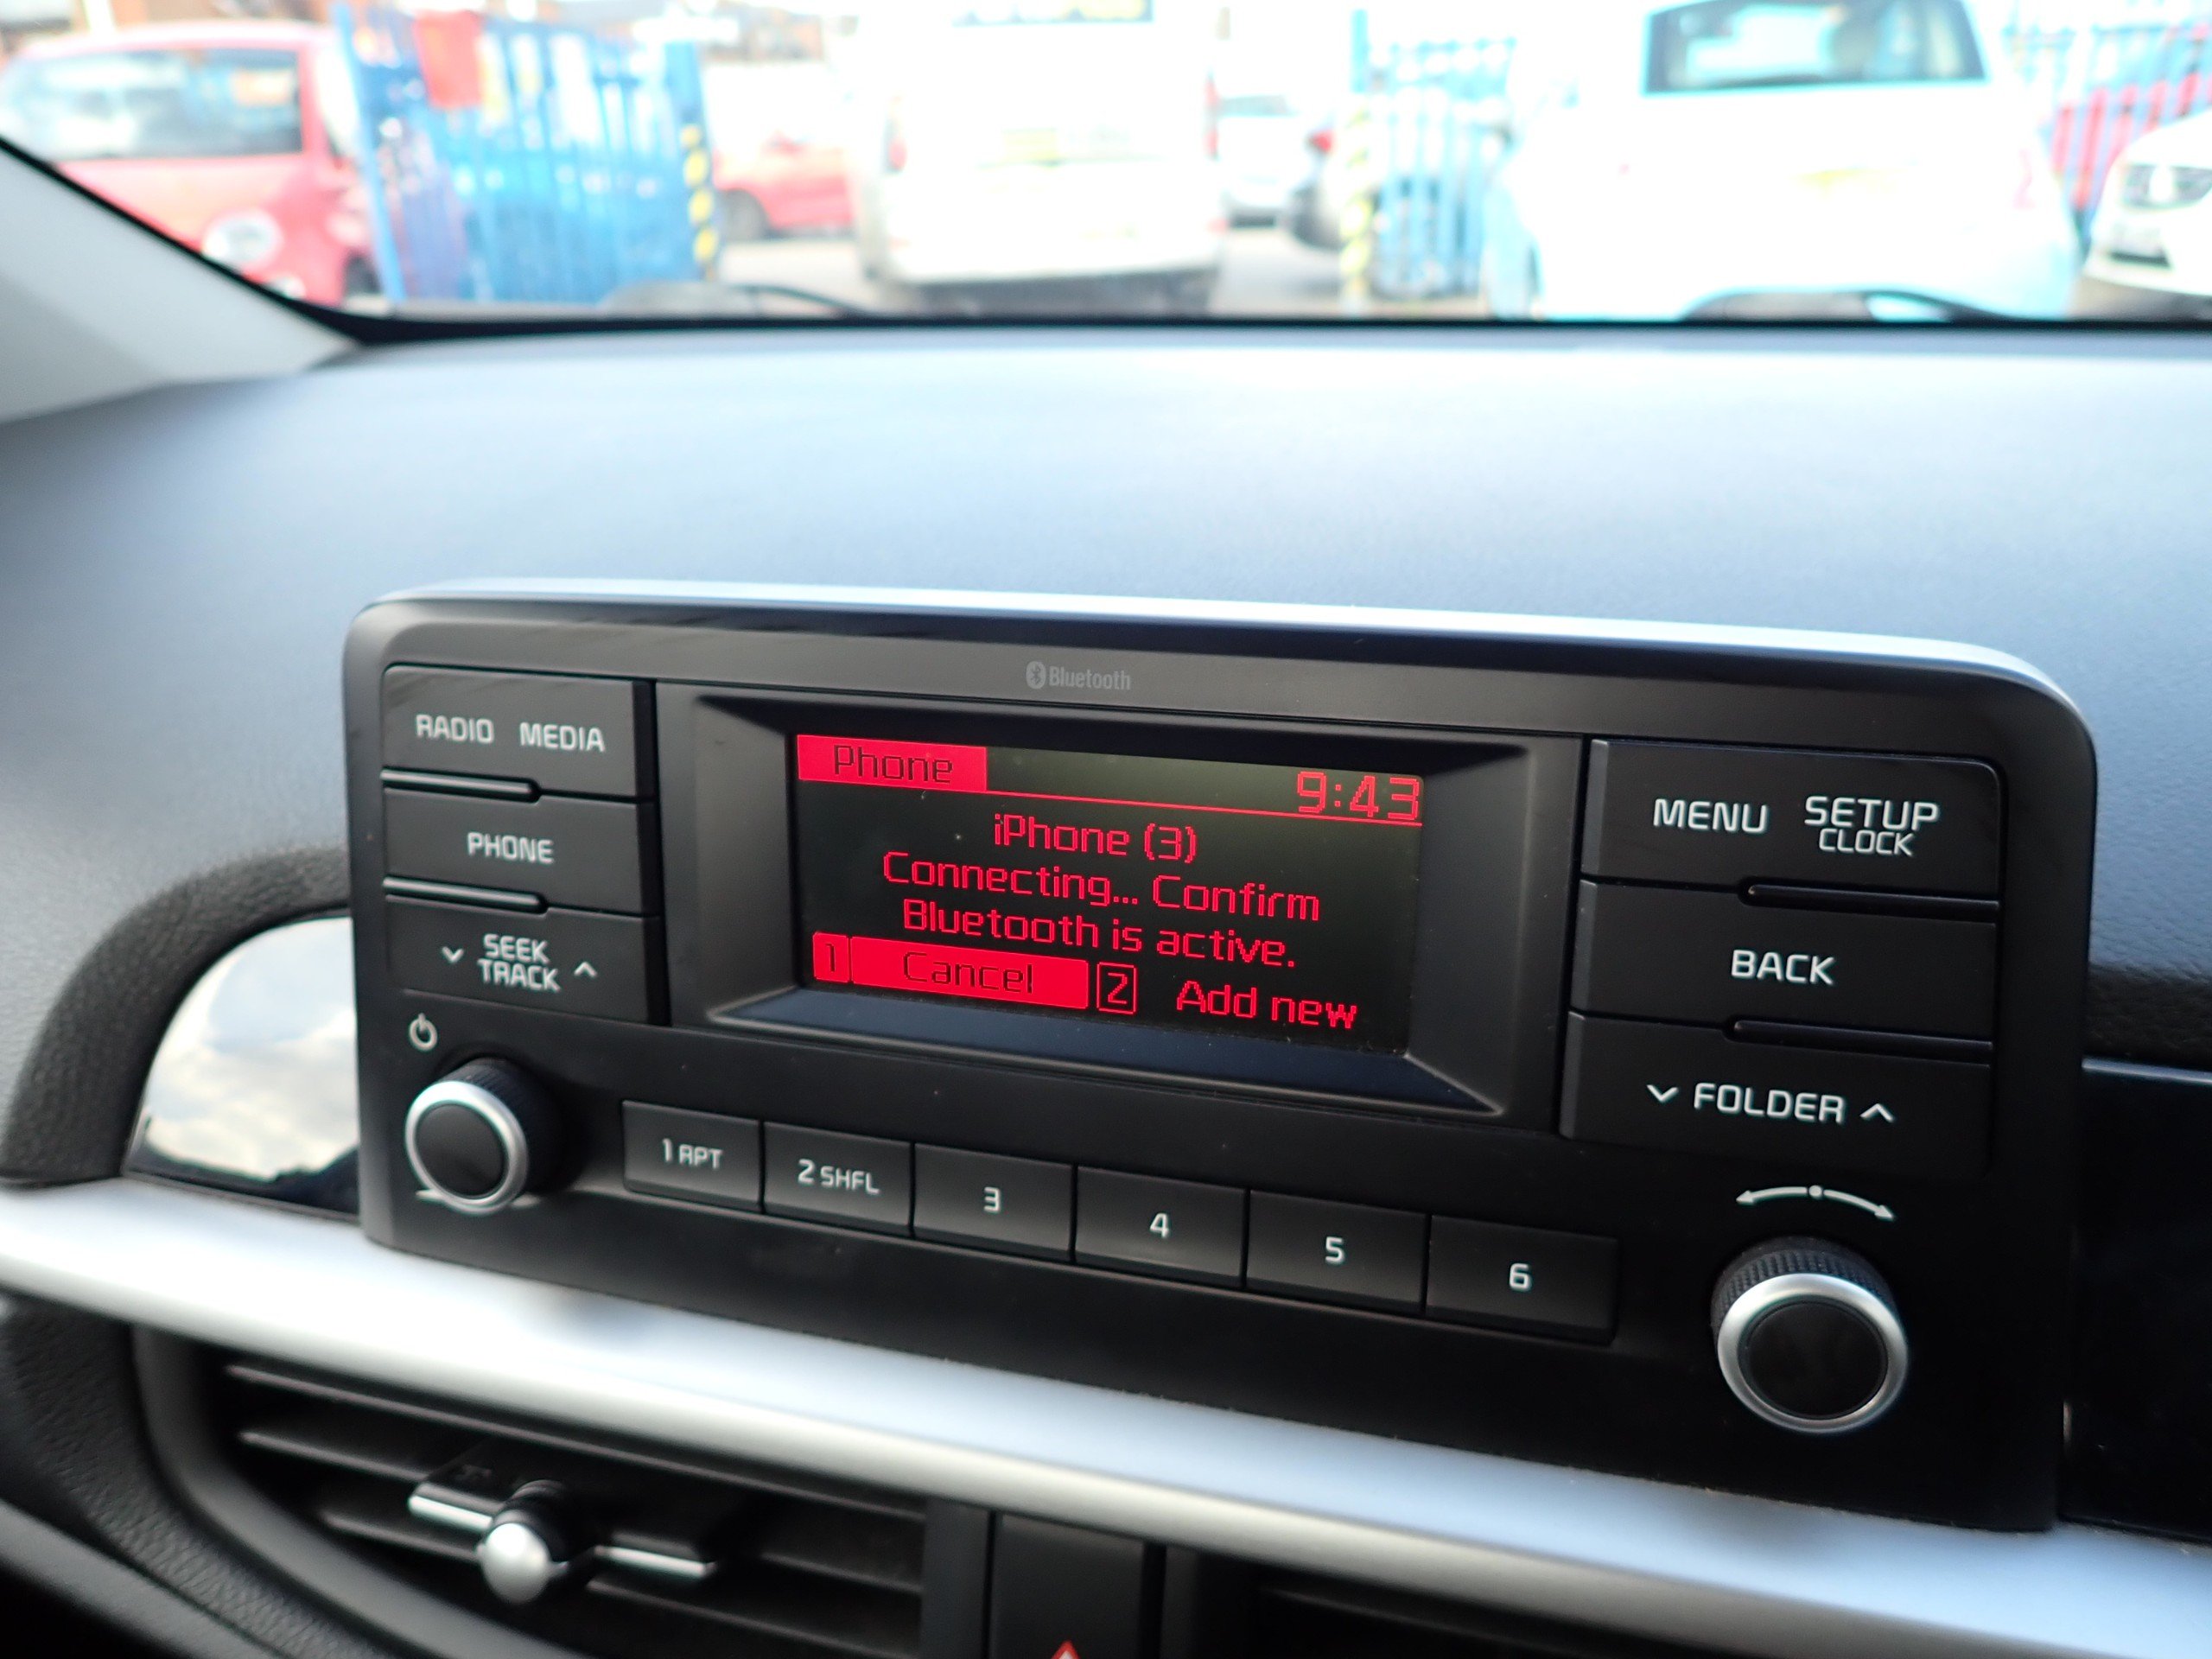 Bluetooth
RADIO MEDIA
PHONE
SEEK
TRACK
Phone 9:43
iPhone (3)
Connecting... Confirm
Bluetooth is active.
1 Cancel 2 Add new
MENU SETUP
CLOCK
BACK
FOLDER
1 RPT 2 SHFL 3 4 5 6